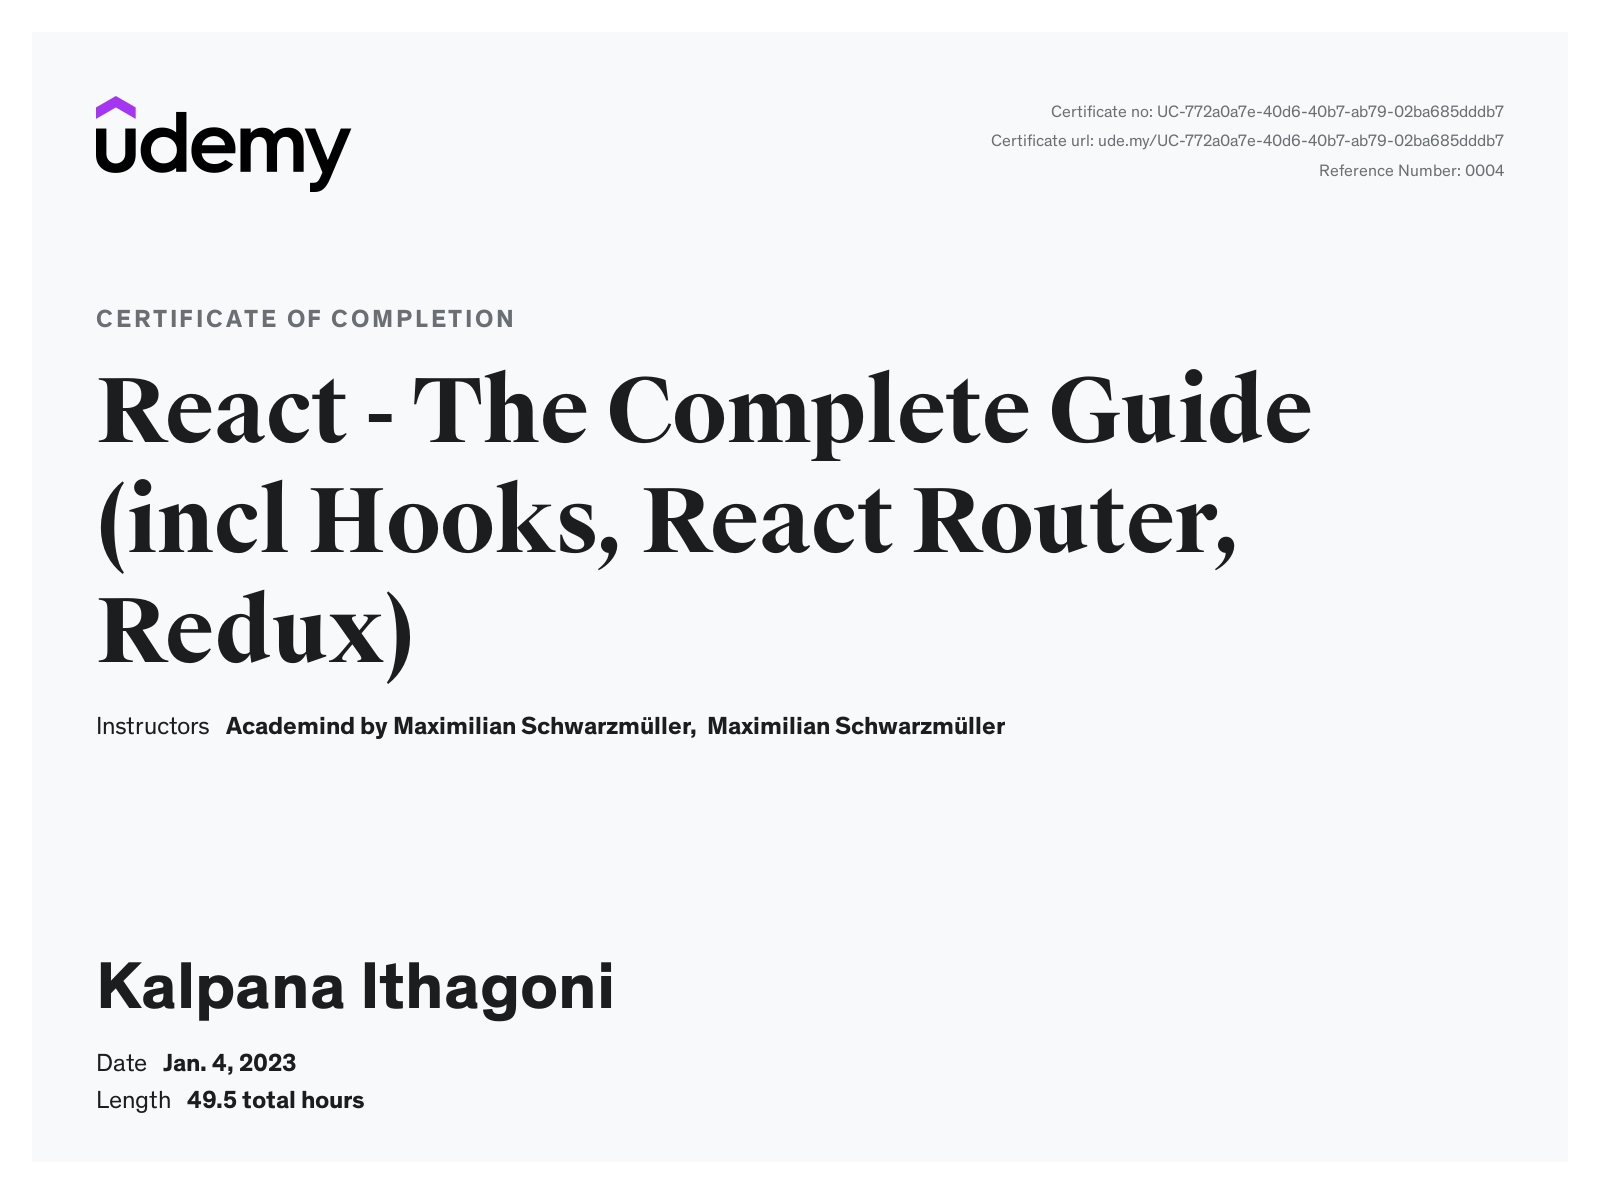 udemy
Certificate no: UC-772a0a7e-40d6-40b7-ab79-02ba685dddb7
Certificate url: ude.my/UC-772a0a7e-40d6-40b7-ab79-02ba685dddb7
Reference Number: 0004
CERTIFICATE OF COMPLETION
React - The Complete Guide
(incl Hooks, React Router,
Redux)
Instructors Academind by Maximilian Schwarzmüller, Maximilian Schwarzmüller
Kalpana Ithagoni
Date Jan. 4, 2023
Length 49.5 total hours